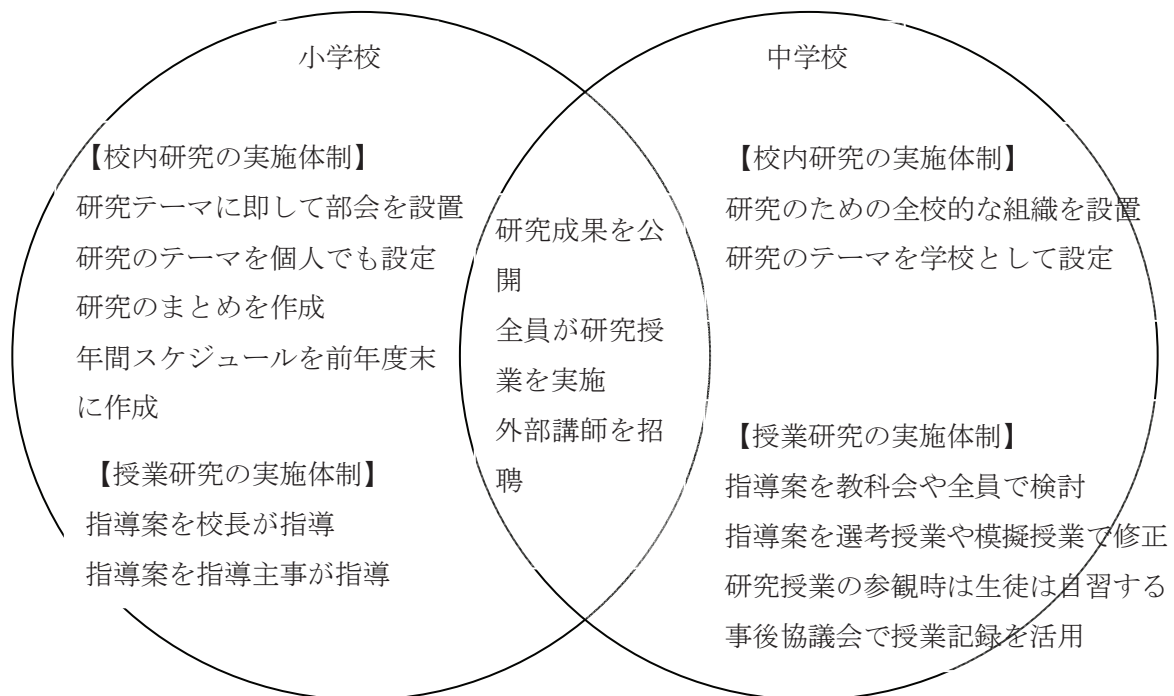 小学校
【校内研究の実施体制】
研究テーマに即して部会を設置
研究のテーマを個人でも設定
研究のまとめを作成
年間スケジュールを前年度末
に作成
【授業研究の実施体制】
指導案を校長が指導
指導案を指導主事が指導
研究成果を公
開
全員が研究授
業を実施
外部講師を招
聘
中学校
【校内研究の実施体制】
研究のための全校的な組織を設置
研究のテーマを学校として設定
【授業研究の実施体制】
指導案を教科会や全員で検討
指導案を選考授業や模擬授業で修正
研究授業の参観時は生徒は自習する
事後協議会で授業記録を活用